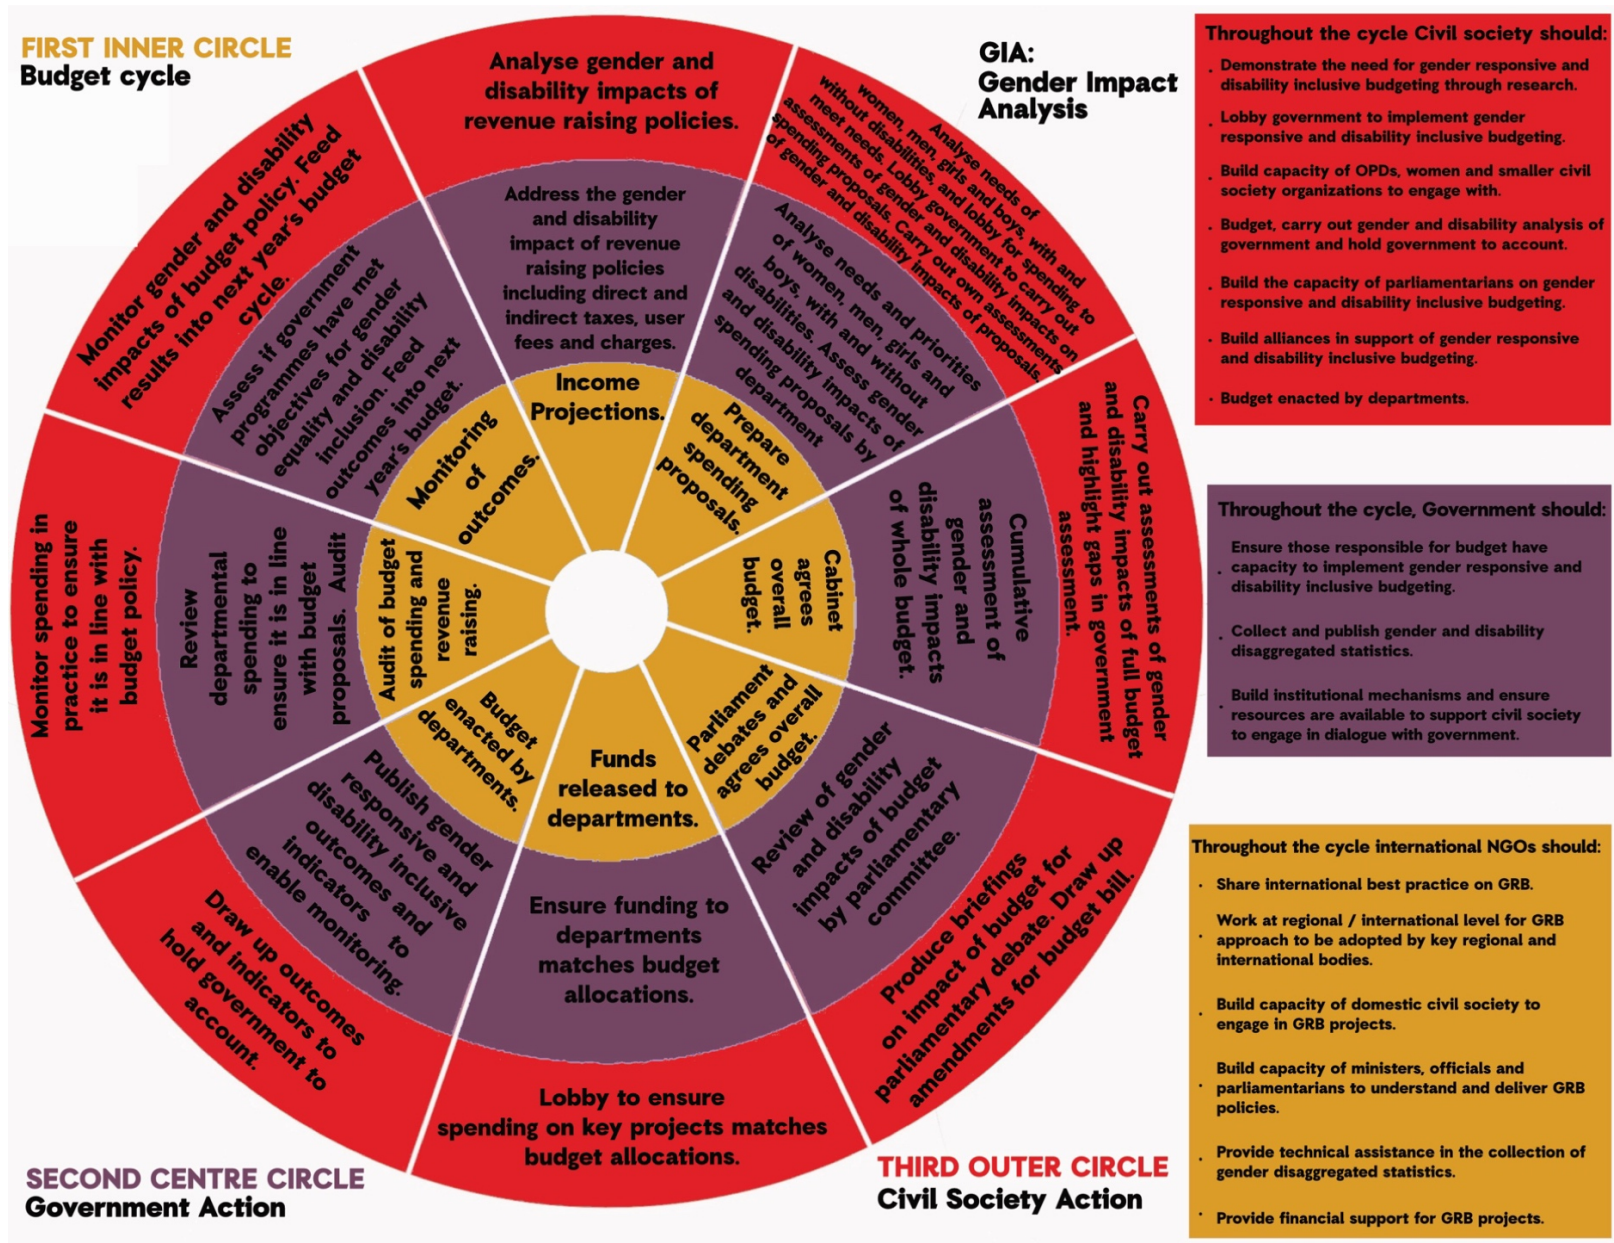 FIRST INNER CIRCLE
Budget cycle
GIA:
Gender Impact
Analysis
Analyse gender and
disability impacts of
revenue raising policies.
Analyse needs of
women, men, girls and boys, with and
without disabilities, and lobby for spending to
meet needs. Lobby government to carry out
assessments of gender and disability impacts on
spending proposals. Carry out own assessments
of gender and disability impacts of proposals.
Carry out assessments of gender
and disability impacts of full budget
and highlight gaps in government
assessment.
Produce briefings
on impact of budget for
parliamentary debate. Draw up
amendments for budget bill.
Lobby to ensure
spending on key projects matches
budget allocations.
Draw up outcomes
and indicators to
hold government to
account.
Monitor spending in
practice to ensure
it is in line with
budget policy.
Monitor gender and disability
impacts of budget policy. Feed
results into next year's budget
cycle.
Address the gender
and disability
impact of revenue
raising policies
including direct and
indirect taxes, user
fees and charges.
Analyse needs and priorities
of women, men, girls and
boys, with and without
disabilities. Assess gender
and disability impacts of
spending proposals by
department
Cumulative
assessment of
gender and
disability impacts
of whole budget.
Review of gender
and disability
impacts of budget
by parliamentary
committee.
Ensure funding to
departments
matches budget
allocations.
Publish gender
responsive and
disability inclusive
outcomes and
indicators to
enable monitoring.
Review
departmental
spending to
ensure it is in line
with budget
proposals. Audit
Assess if government
programmes have met
objectives for gender
equality and disability
inclusion. Feed
outcomes into next
year's budget.
Income
Projections.
Prepare
department
spending
proposals.
Cabinet
agrees
overall
budget.
Parliament
debates and
agrees overall
budget.
Funds
released to
departments.
Budget
enacted by
departments.
Audit of budget
spending and
revenue
raising.
Monitoring
of
outcomes.
SECOND CENTRE CIRCLE
Government Action
THIRD OUTER CIRCLE
Civil Society Action
Throughout the cycle Civil society should:
. Demonstrate the need for gender responsive and
disability inclusive budgeting through research.
. Lobby government to implement gender
responsive and disability inclusive budgeting.
. Build capacity of OPDs, women and smaller civil
society organizations to engage with.
. Budget, carry out gender and disability analysis of
government and hold government to account.
. Build the capacity of parliamentarians on gender
responsive and disability inclusive budgeting.
. Build alliances in support of gender responsive
and disability inclusive budgeting.
. Budget enacted by departments.
Throughout the cycle, Government should:
Ensure those responsible for budget have
. capacity to implement gender responsive and
disability inclusive budgeting.
. Collect and publish gender and disability
disaggregated statistics.
Build institutional mechanisms and ensure
. resources are available to support civil society
to engage in dialogue with government.
Throughout the cycle international NGOs should:
. Share international best practice on GRB.
Work at regional / international level for GRB
. approach to be adopted by key regional and
international bodies.
. Build capacity of domestic civil society to
engage in GRB projects.
Build capacity of ministers, officials and
. parliamentarians to understand and deliver GRB
policies.
. Provide technical assistance in the collection of
gender disaggregated statistics.
. Provide financial support for GRB projects.